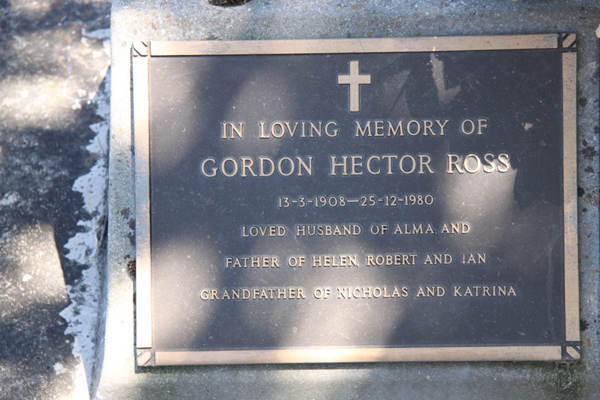 IN LOVING MEMORY OF
GORDON HECTOR ROSS
13-3-1908—25-12-1980
LOVED HUSBAND OF ALMA. AND
FATHER OF HELEN, ROBERT AND IAN
GRANDFATHER OF NICHOLAS AND KATRINA